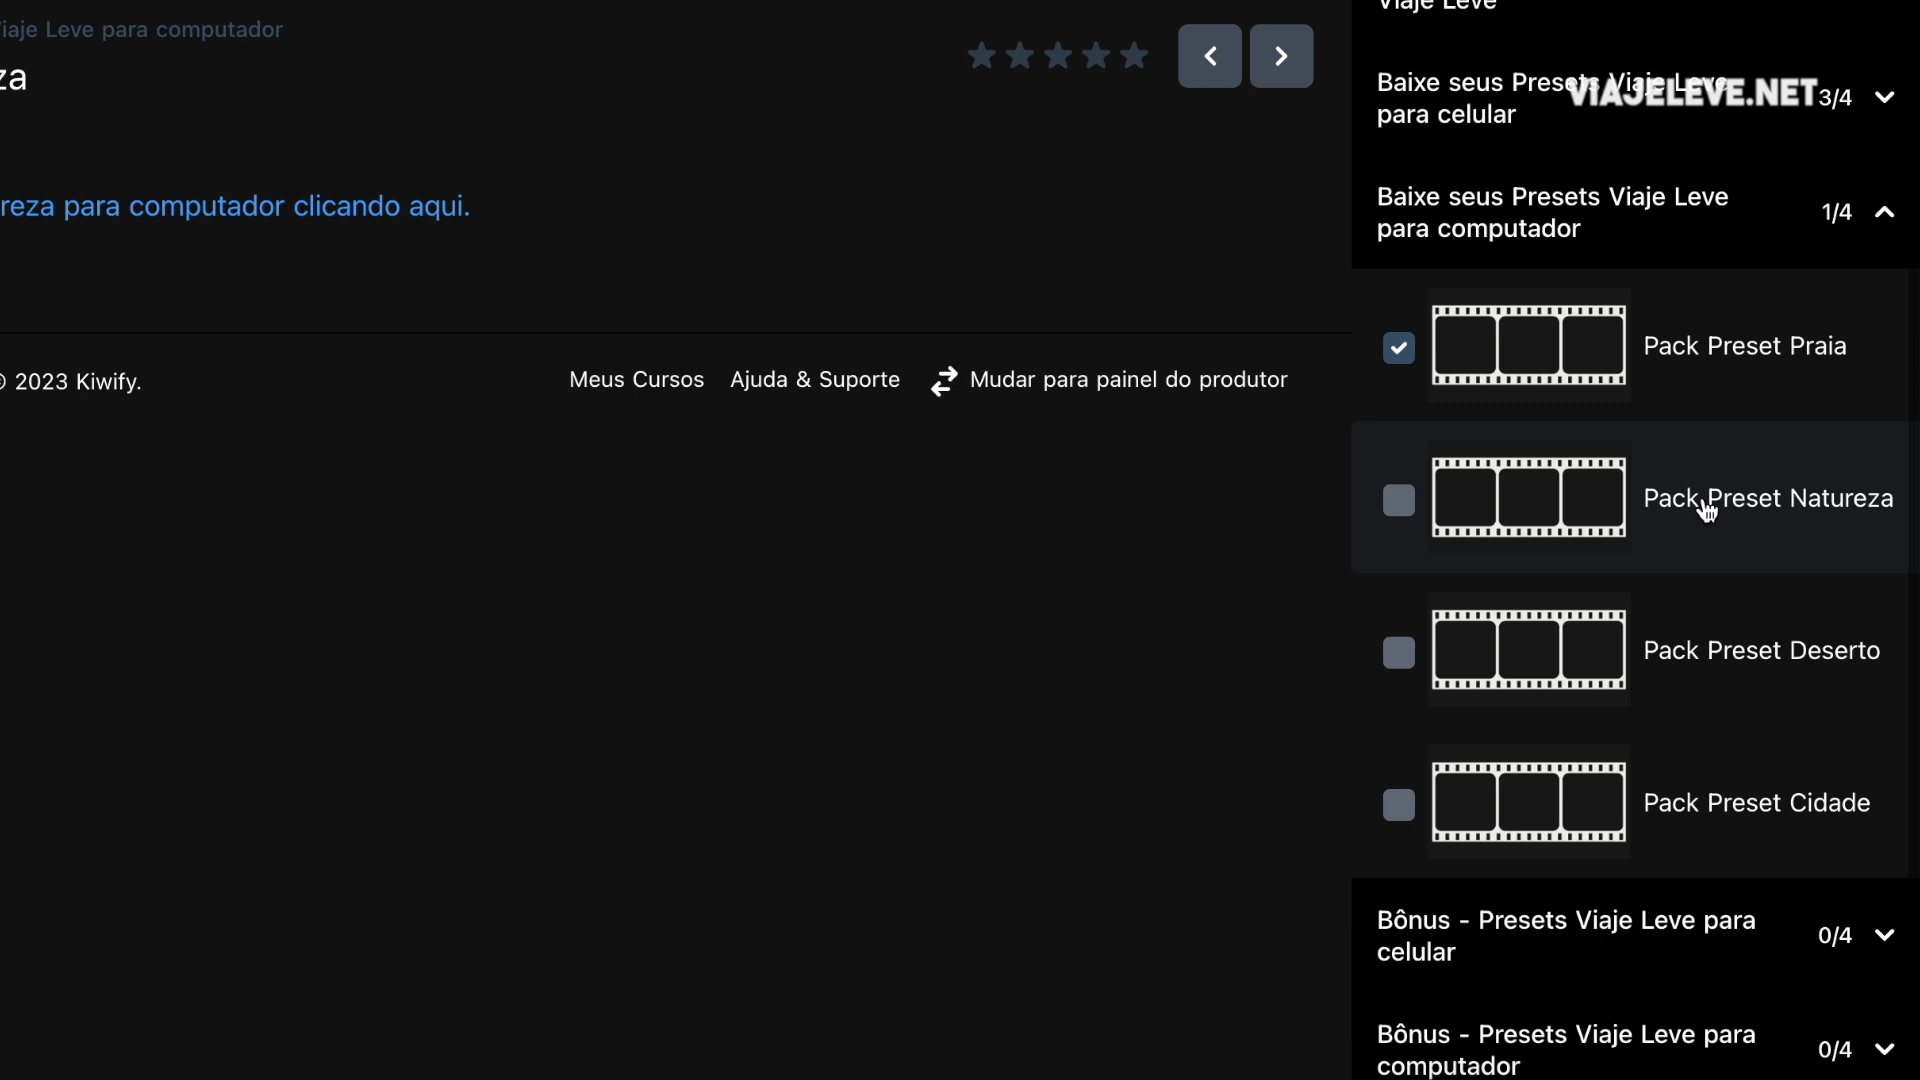 iaje Leve para computador
za
reza para computador clicando aqui.
© 2023 Kiwify.
Meus Cursos
Ajuda & Suporte
Mudar para painel do produtor
Viaje Leve
Baixe seus Presets Viaje Leve
para celular
3/4
VIAJELEVE.NET
Baixe seus Presets Viaje Leve
para computador
1/4
Pack Preset Praia
Pack Preset Natureza
Pack Preset Deserto
Pack Preset Cidade
Bônus - Presets Viaje Leve para
celular
0/4
Bônus - Presets Viaje Leve para
computador
0/4